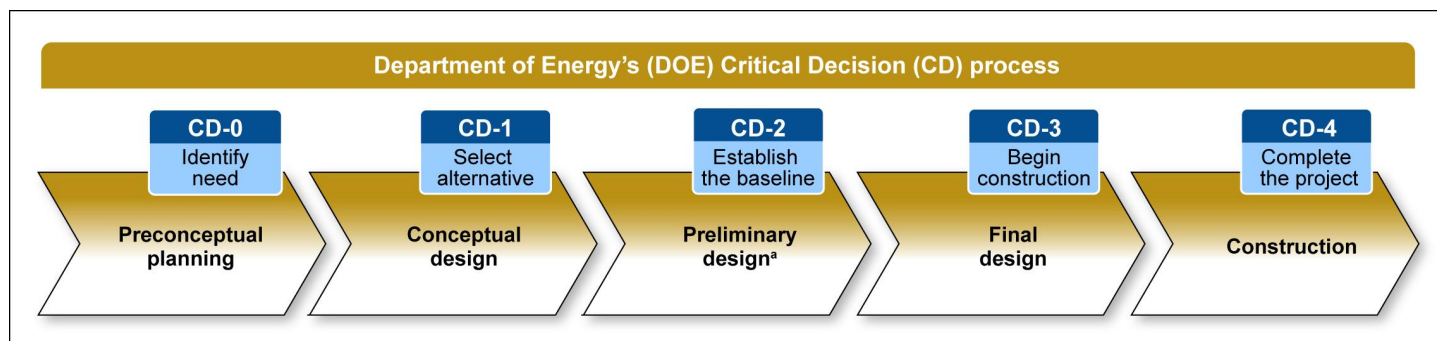 Department of Energy's (DOE) Critical Decision (CD) process
CD-0
Identify
need
CD-1
Select
alternative
CD-2
Establish
the baseline
CD-3
Begin
construction
CD-4
Complete
the project
Preconceptual
planning
Conceptual
design
Preliminary
designᵃ
Final
design
Construction